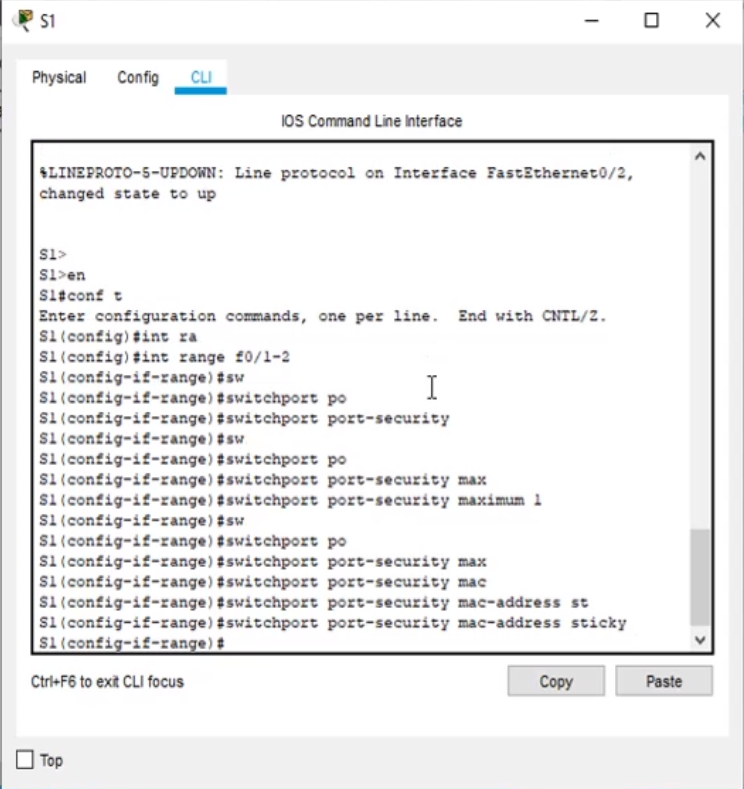 S1
Physical Config CLI
IOS Command Line Interface
%LINEPROTO-5-UPDOWN: Line protocol on Interface FastEthernet0/2,
changed state to up
S1>
S1>en
S1#conf t
Enter configuration commands, one per line.  End with CNTL/Z.
S1(config)#int ra
S1(config)#int range f0/1-2
S1(config-if-range)#sw
S1(config-if-range)#switchport po
S1(config-if-range)#switchport port-security
S1(config-if-range)#sw
S1(config-if-range)#switchport po
S1(config-if-range)#switchport port-security max
S1(config-if-range)#switchport port-security maximum 1
S1(config-if-range)#sw
S1(config-if-range)#switchport po
S1(config-if-range)#switchport port-security max
S1(config-if-range)#switchport port-security mac
S1(config-if-range)#switchport port-security mac-address st
S1(config-if-range)#switchport port-security mac-address sticky
S1(config-if-range)#
Ctrl+F6 to exit CLI focus
Copy Paste
Top